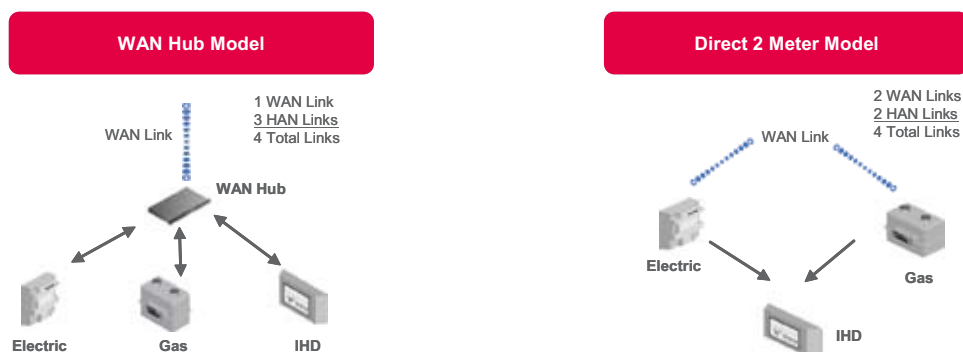 WAN Hub Model
1 WAN Link
3 HAN Links
4 Total Links
WAN Link
WAN Hub
Electric
Gas
IHD
Direct 2 Meter Model
2 WAN Links
2 HAN Links
4 Total Links
WAN Link
Electric
Gas
IHD